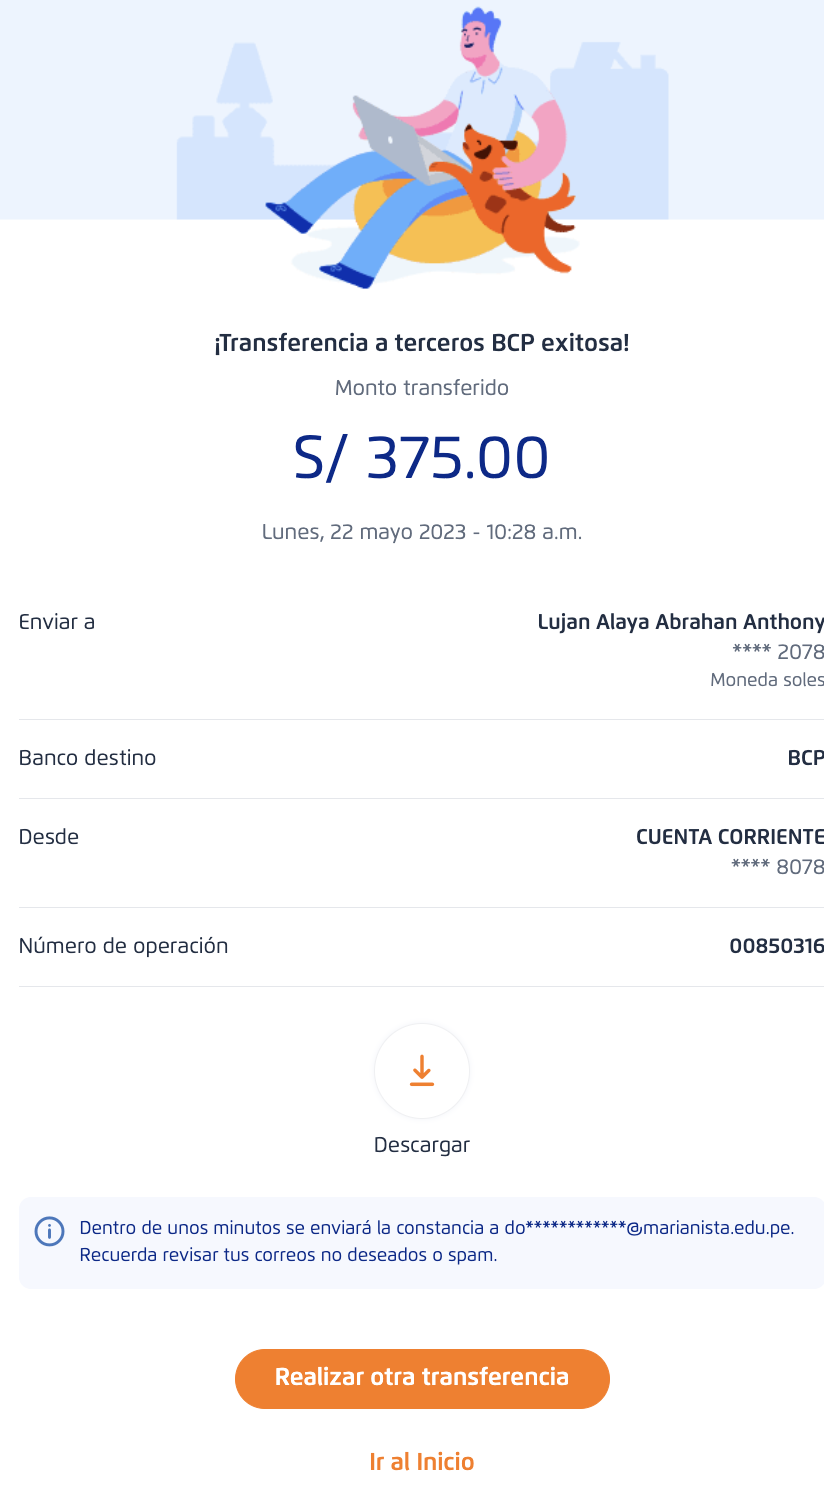 ¡Transferencia a terceros BCP exitosa!
Monto transferido
S/ 375.00
Lunes, 22 mayo 2023 - 10:28 a.m.
Enviar a
Lujan Alaya Abrahan Anthony
**** 2078
Moneda soles
Banco destino
BCP
Desde
CUENTA CORRIENTE
**** 8078
Número de operación
00850316
Descargar
Dentro de unos minutos se enviará la constancia a do************@marianista.edu.pe.
Recuerda revisar tus correos no deseados o spam.
Realizar otra transferencia
Ir al Inicio